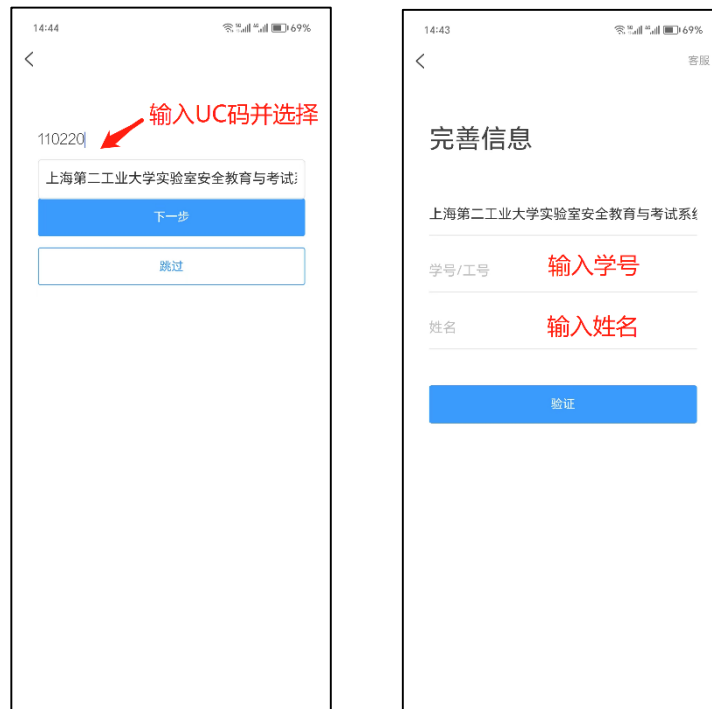 14:44
69%
输入UC码并选择
110220
上海第二工业大学实验室安全教育与考试
下一步
跳过
14:43
69%
客服
完善信息
上海第二工业大学实验室安全教育与考试系统
学号/工号
输入学号
姓名
输入姓名
验证